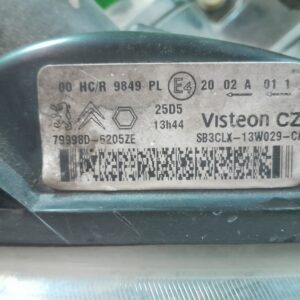 00 HC/R 9849 PL E4 20 02 A 01 1
25D5
13h44 Visteon CZ
79998D-6205ZE SB3CLX-13W029-CA